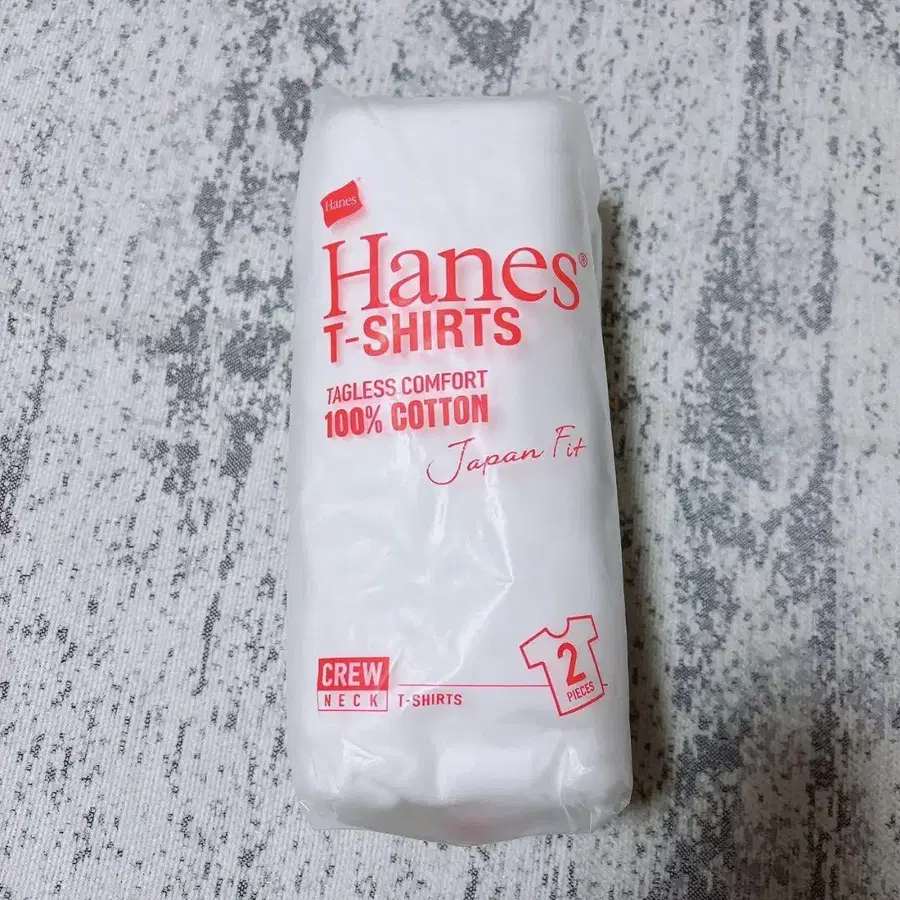 Hanes
Hanes®
T-SHIRTS
TAGLESS COMFORT
100% COTTON
Japan Fit
CREW
NECK
T-SHIRTS
2
PIECES